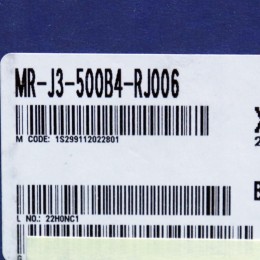 MR-J3-500B4-RJ006
M CODE: 1S299112022801
L NO.: 22H0NC1